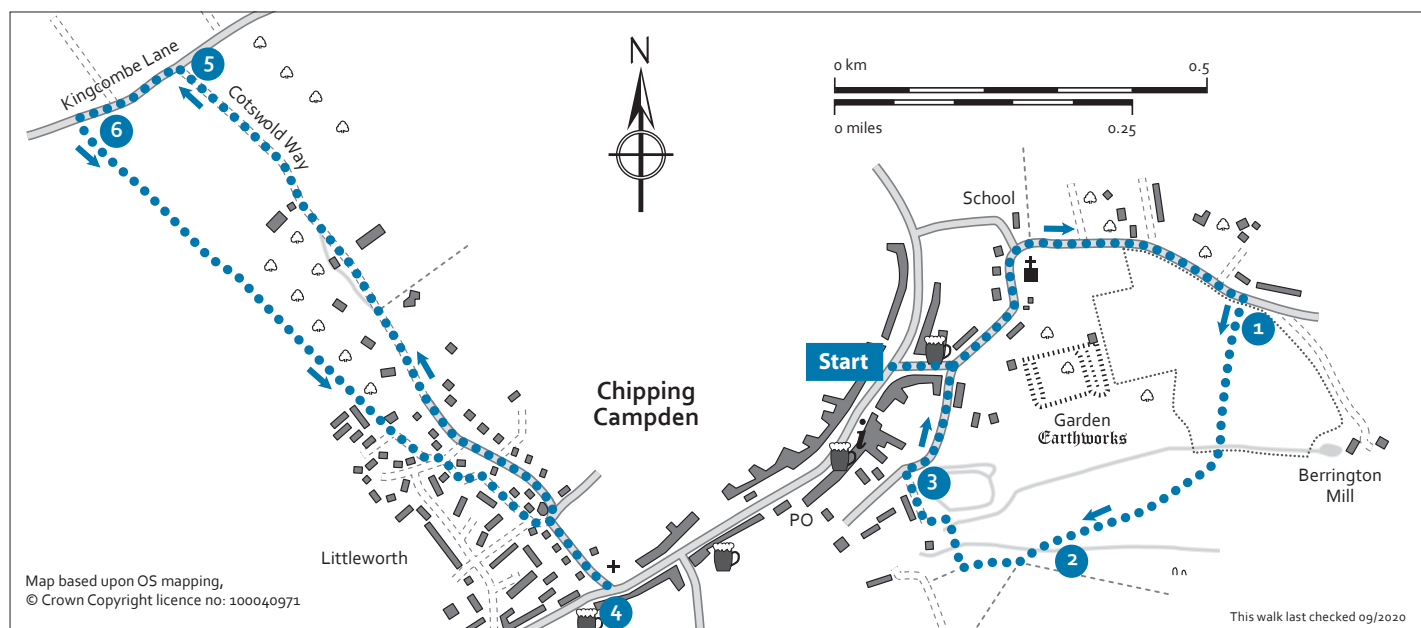 Kingcombe Lane
5
6
Cotswold Way
N
0 km
0.5
0 miles
0.25
School
1
Start
Chipping
Campden
i
Garden
Earthworks
3
Berrington
Mill
PO
2
Littleworth
4
Map based upon OS mapping,
© Crown Copyright licence no: 100040971
This walk last checked 09/2020